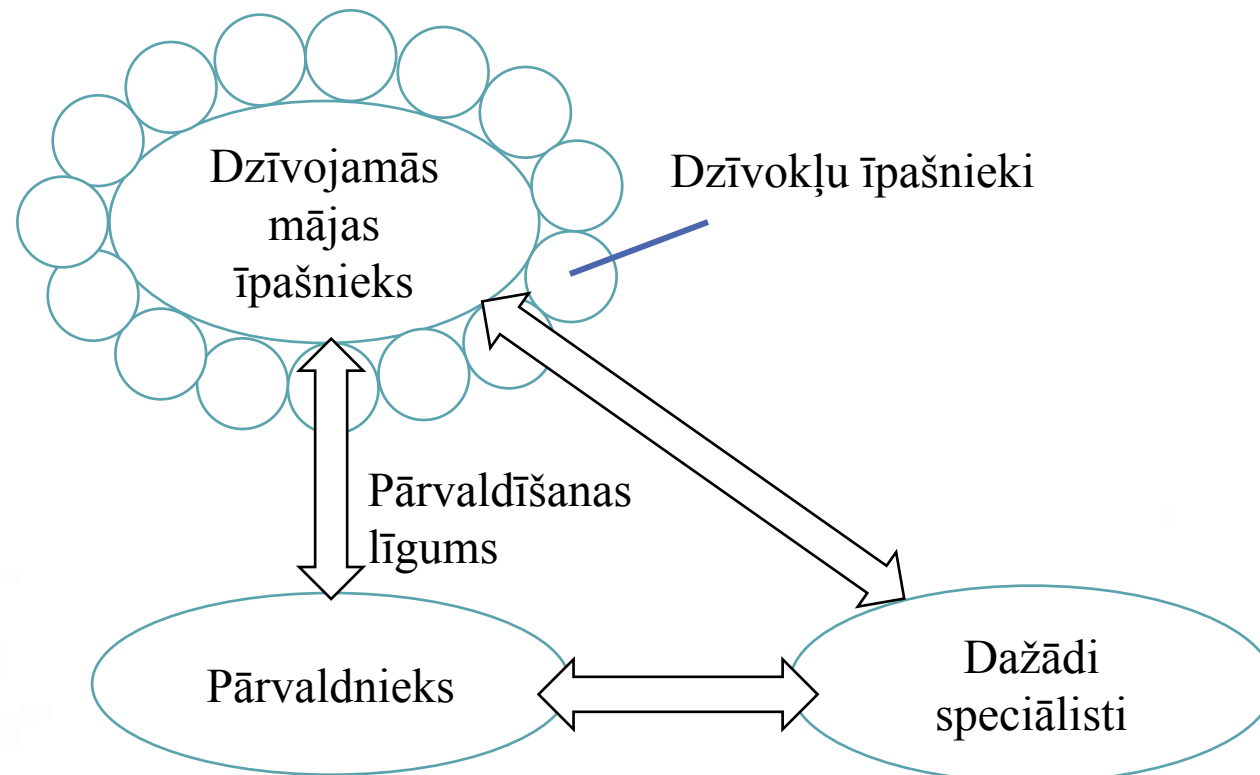 Dzīvojamās
mājas
īpašnieks
Dzīvokļu īpašnieki
Pārvaldīšanas
līgums
Pārvaldnieks
Dažādi
speciālisti